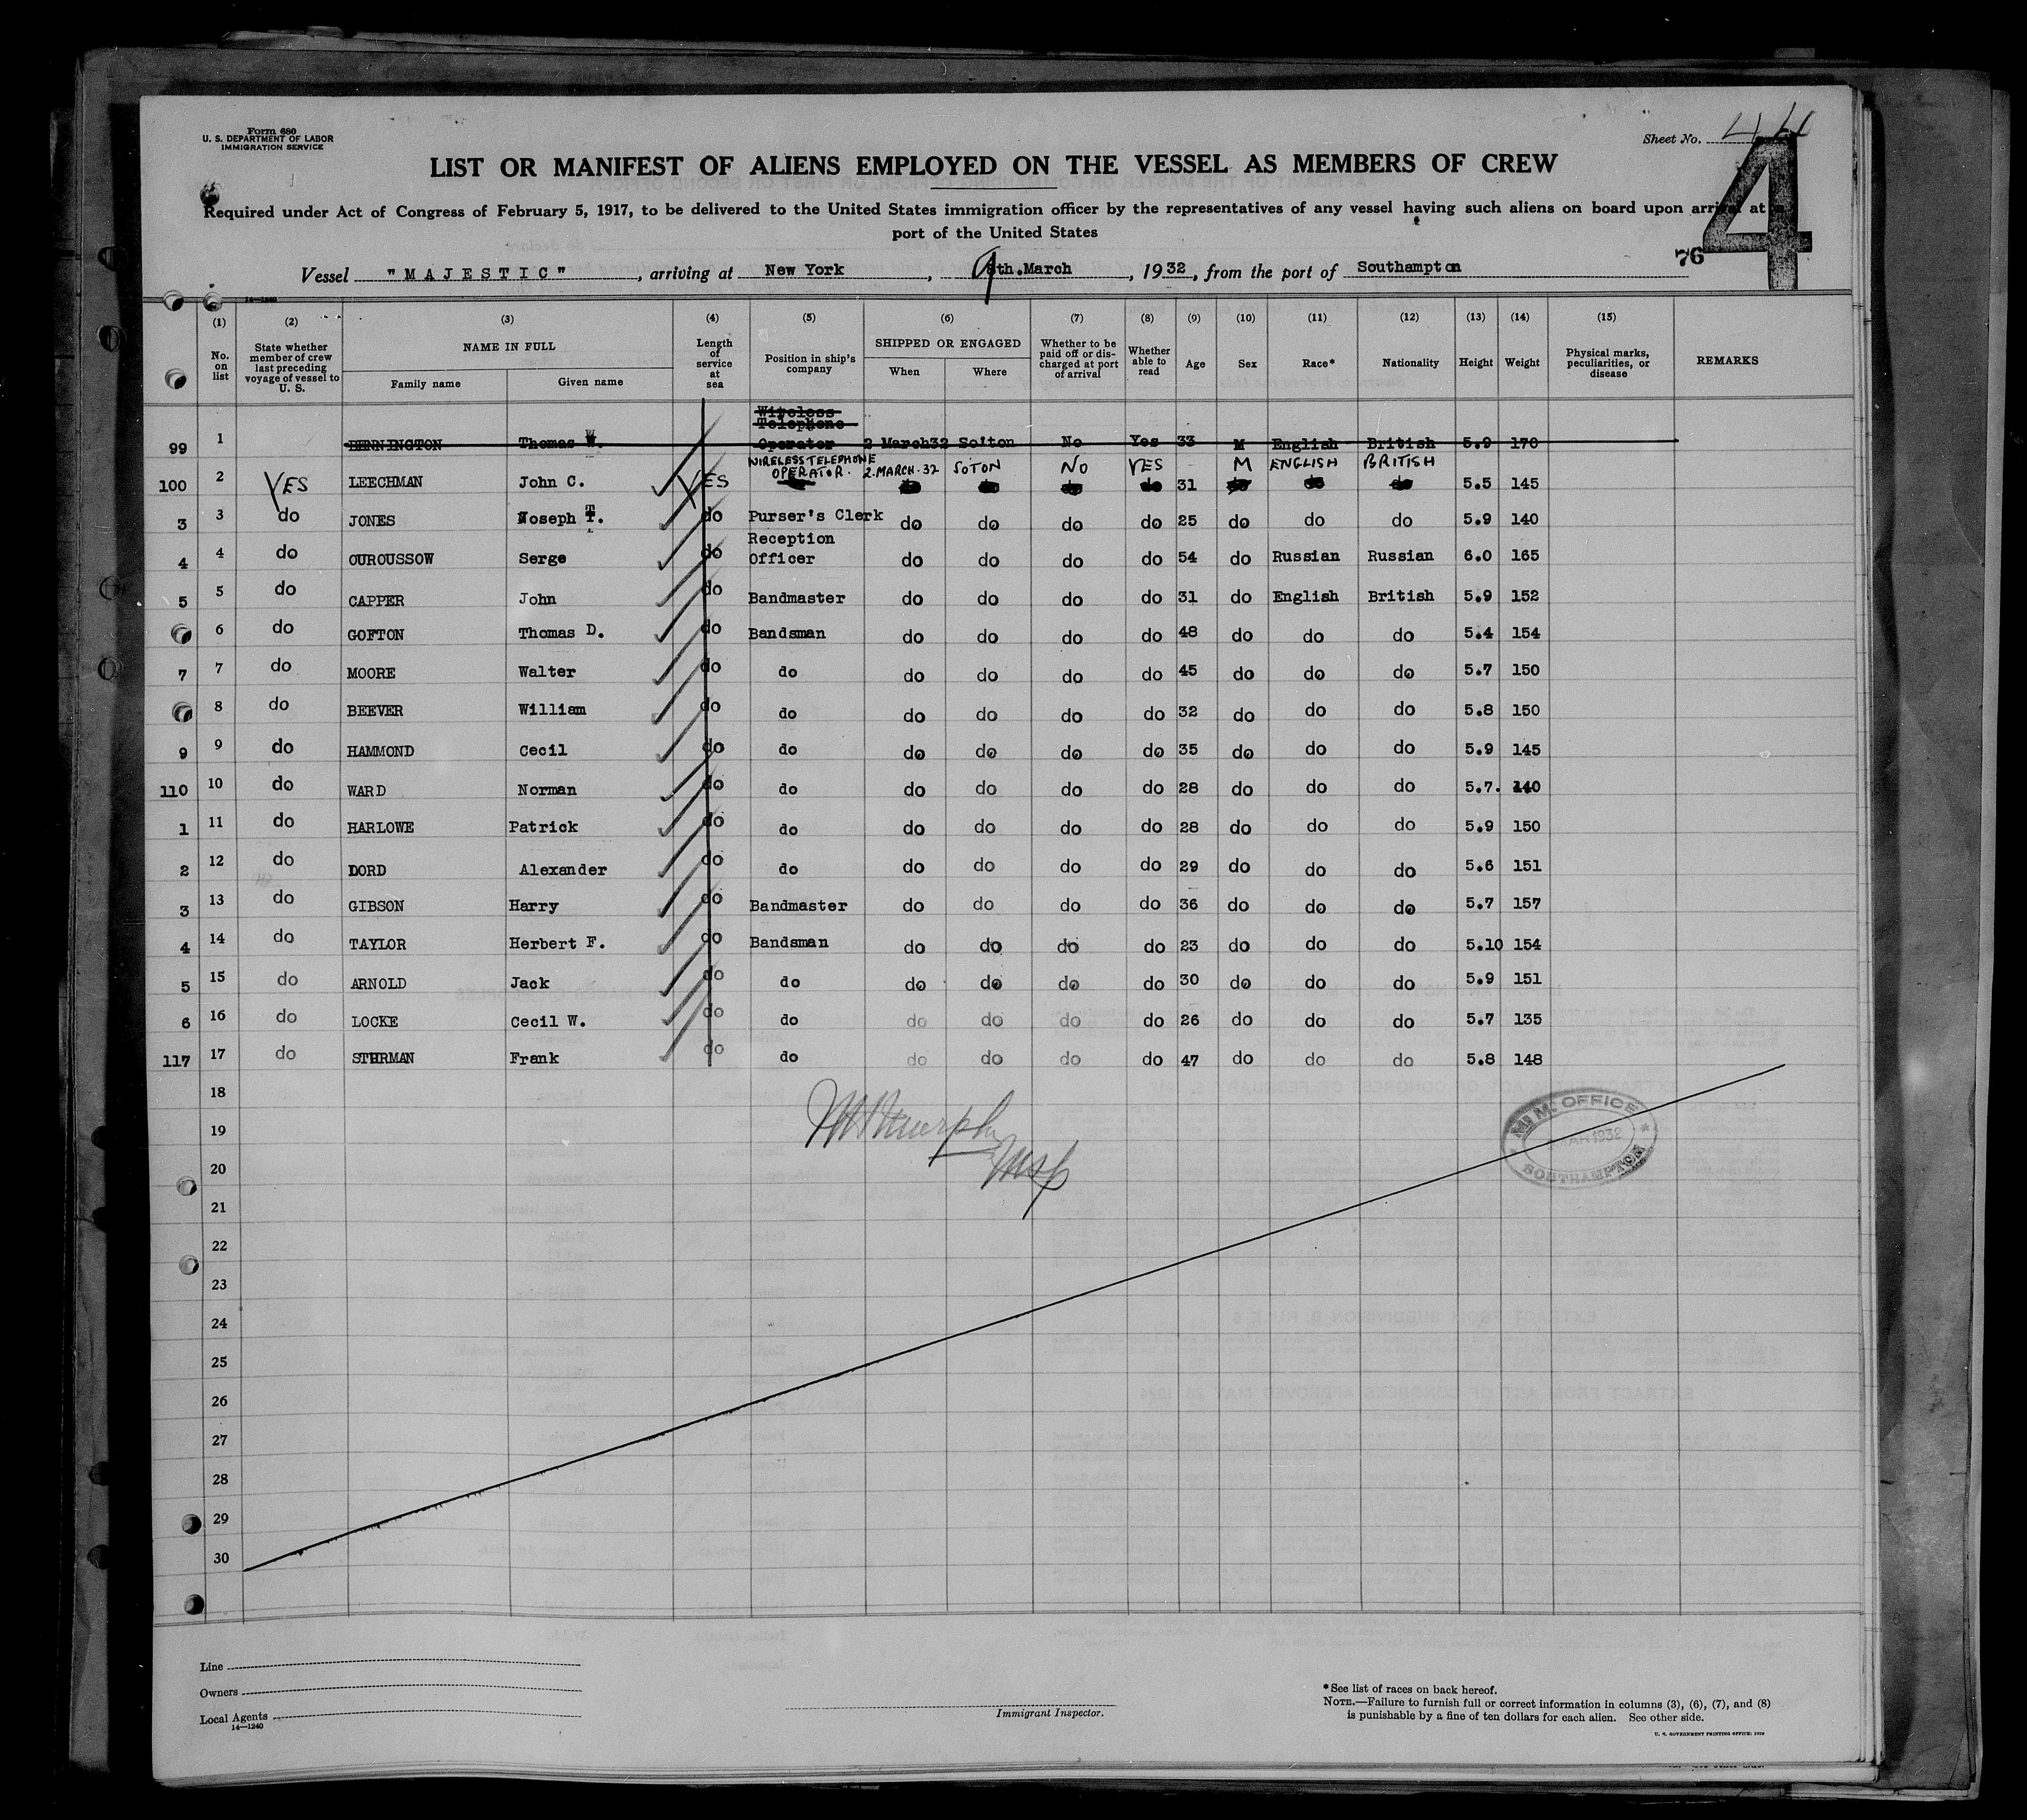 Form 680
U. S. DEPARTMENT OF LABOR
IMMIGRATION SERVICE
Sheet No.
4
LIST OR MANIFEST OF ALIENS EMPLOYED ON THE VESSEL AS MEMBERS OF CREW
Required under Act of Congress of February 5, 1917, to be delivered to the United States immigration officer by the representatives of any vessel having such aliens on board upon arrival at a
port of the United States
76
Vessel "MAJESTIC", arriving at New York, 9th. March, 1932, from the port of Southampton
14—1240
(1) (2) (3) (4) (5) (6) (7) (8) (9) (10) (11) (12) (13) (14) (15)
No. on list State whether member of crew last preceding voyage of vessel to U. S. NAME IN FULL Family name Given name Length of service at sea Position in ship's company SHIPPED OR ENGAGED When Where Whether to be paid off or discharged at port of arrival Whether able to read Age Sex Race* Nationality Height Weight Physical marks, peculiarities, or disease REMARKS
99 1 BENNINGTON Thomas W. Wireless Telephone Operator 2 March32 So'ton No Yes 33 M English British 5.9 170
100 2 YES LEECHMAN John C. YES WIRELESS TELEPHONE OPERATOR. 2.MARCH.32 SOTON NO YES 31 M ENGLISH BRITISH 5.5 145
3 3 do JONES Noseph T. do Purser's Clerk do do do do 25 do do do 5.9 140
4 4 do OUROUSSOW Serge do Reception Officer do do do do 54 do Russian Russian 6.0 165
5 5 do CAPPER John do Bandmaster do do do do 31 do English British 5.9 152
6 do GOFTON Thomas D. do Bandsman do do do do 48 do do do 5.4 154
7 7 do MOORE Walter do do do do do do 45 do do do 5.7 150
8 do BEEVER William do do do do do do 32 do do do 5.8 150
9 9 do HAMMOND Cecil do do do do do do 35 do do do 5.9 145
110 10 do WARD Norman do do do do do do 28 do do do 5.7. 140
1 11 do HARLOWE Patrick do do do do do do 28 do do do 5.9 150
2 12 do DORD Alexander do do do do do do 29 do do do 5.6 151
3 13 do GIBSON Harry do Bandmaster do do do do 36 do do do 5.7 157
4 14 do TAYLOR Herbert F. do Bandsman do do do do 23 do do do 5.10 154
5 15 do ARNOLD Jack do do do do do do 30 do do do 5.9 151
6 16 do LOCKE Cecil W. do do do do do do 26 do do do 5.7 135
117 17 do Frank do do do do do do 47 do do do 5.8 148
18
19
20
21
22
23
24
25
26
27
28
29
30
M. M. OFFICE
1932
SOUTHAMPTON
Line
Owners
Local Agents
14—1240
Immigrant Inspector.
*See list of races on back hereof.
NOTE.—Failure to furnish full or correct information in columns (3), (6), (7), and (8)
is punishable by a fine of ten dollars for each alien. See other side.
U. S. GOVERNMENT PRINTING OFFICE: 1929